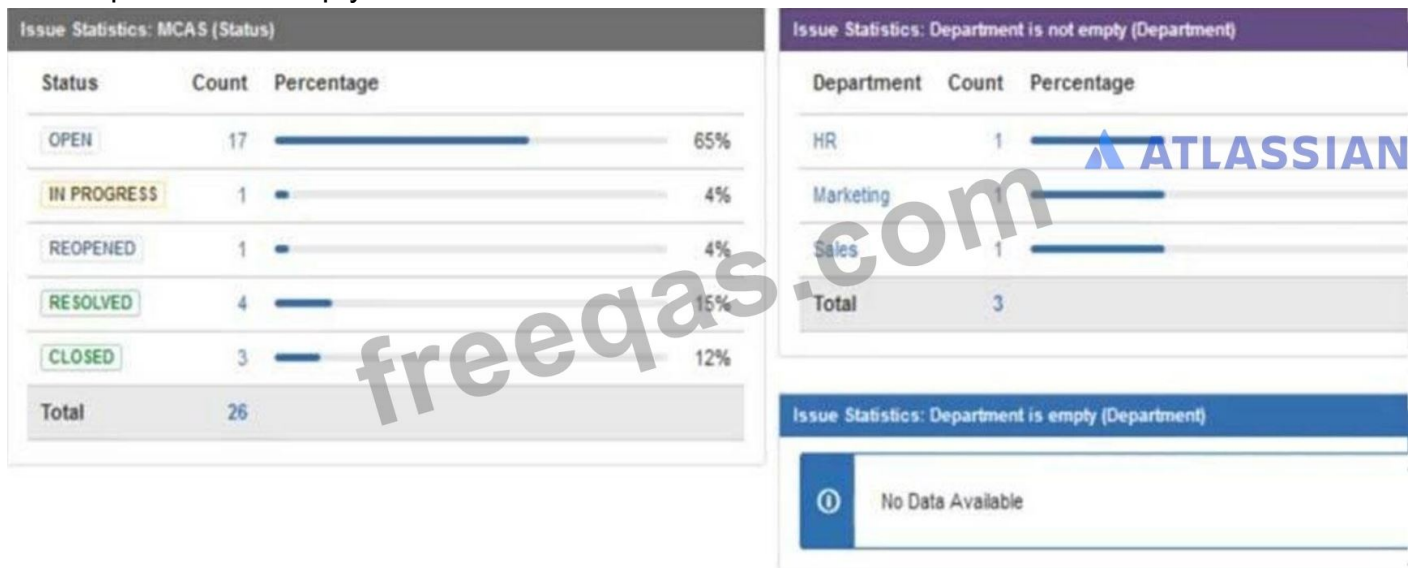 Issue Statistics: MCAS (Status)
Status Count Percentage
OPEN 17 65%
IN PROGRESS 1 4%
REOPENED 1 4%
RESOLVED 4 15%
CLOSED 3 12%
Total 26
Issue Statistics: Department is not empty (Department)
Department Count Percentage
HR 1
Marketing 1
Sales 1
Total 3
ATLASSIAN
Issue Statistics: Department is empty (Department)
No Data Available
freeqas.com